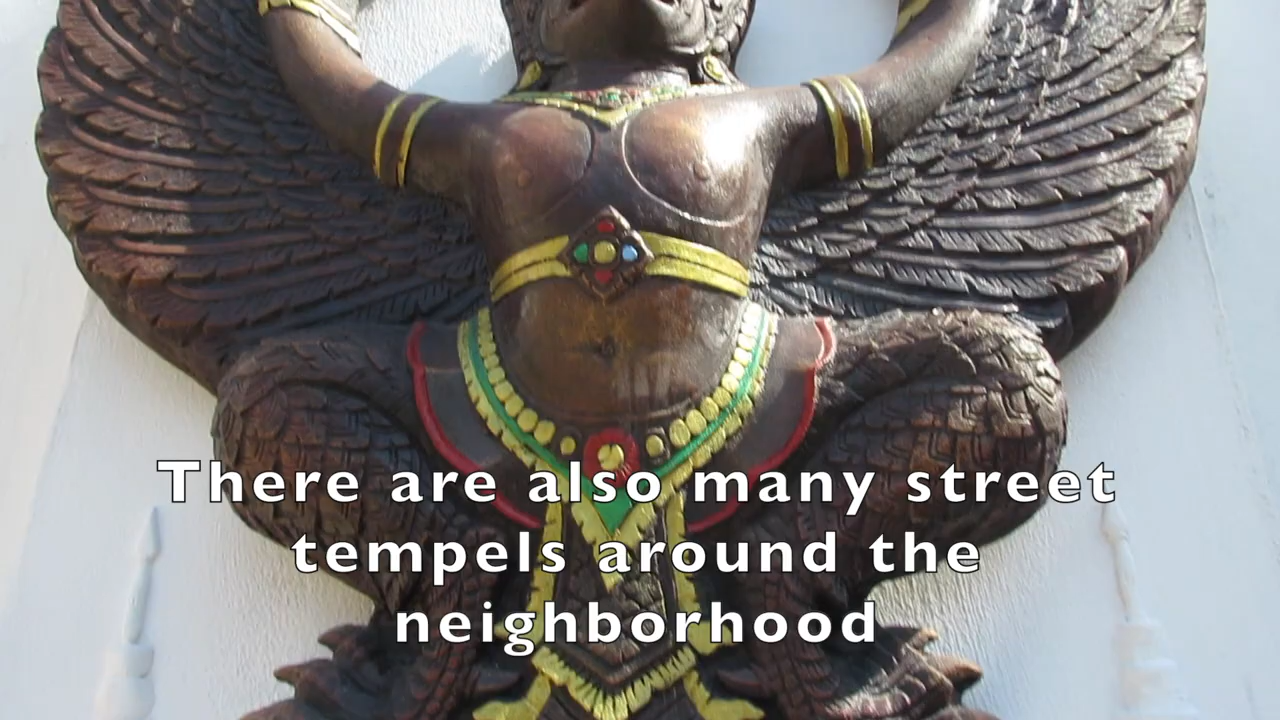 There are also many street
tempels around the
neighborhood